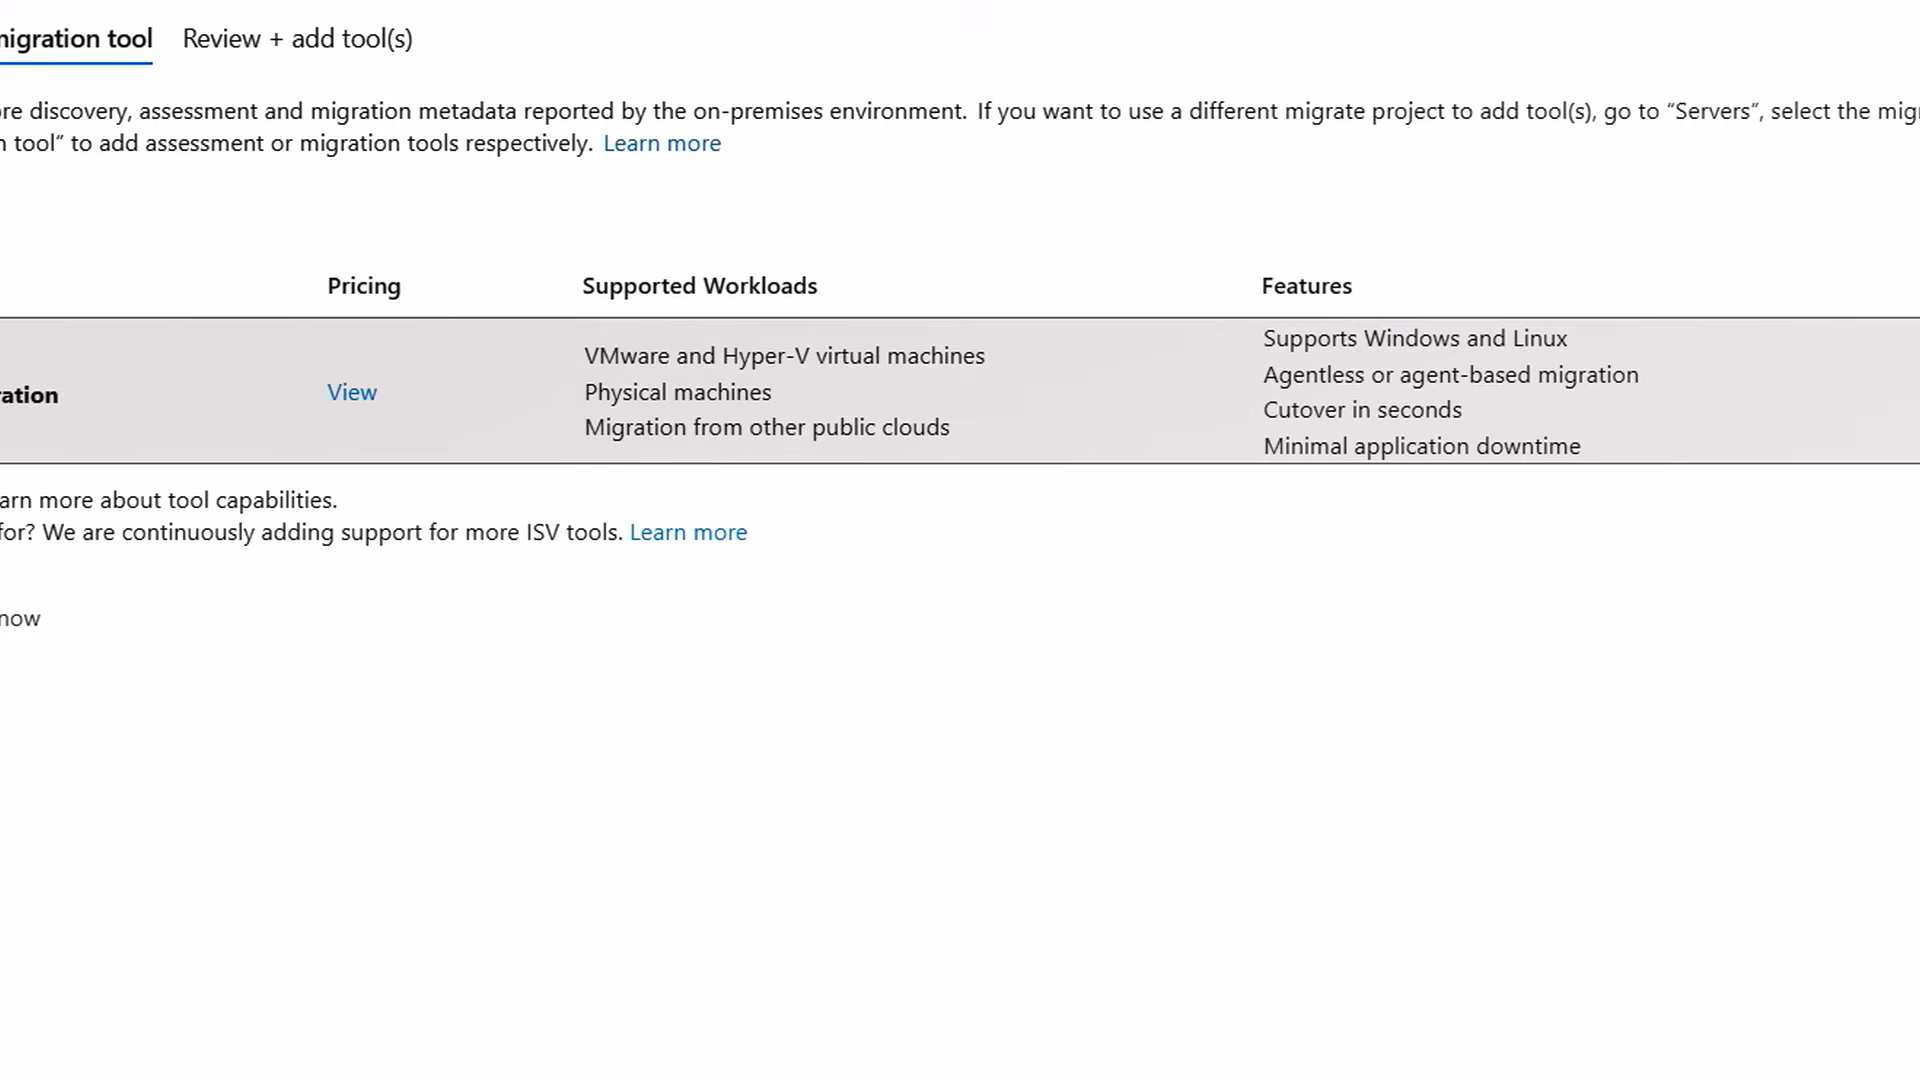 migration tool Review + add tool(s)
re discovery, assessment and migration metadata reported by the on-premises environment. If you want to use a different migrate project to add tool(s), go to “Servers”, select the mig
n tool” to add assessment or migration tools respectively. Learn more
Pricing Supported Workloads Features
ration View
VMware and Hyper-V virtual machines
Physical machines
Migration from other public clouds
Supports Windows and Linux
Agentless or agent-based migration
Cutover in seconds
Minimal application downtime
arn more about tool capabilities.
for? We are continuously adding support for more ISV tools. Learn more
now